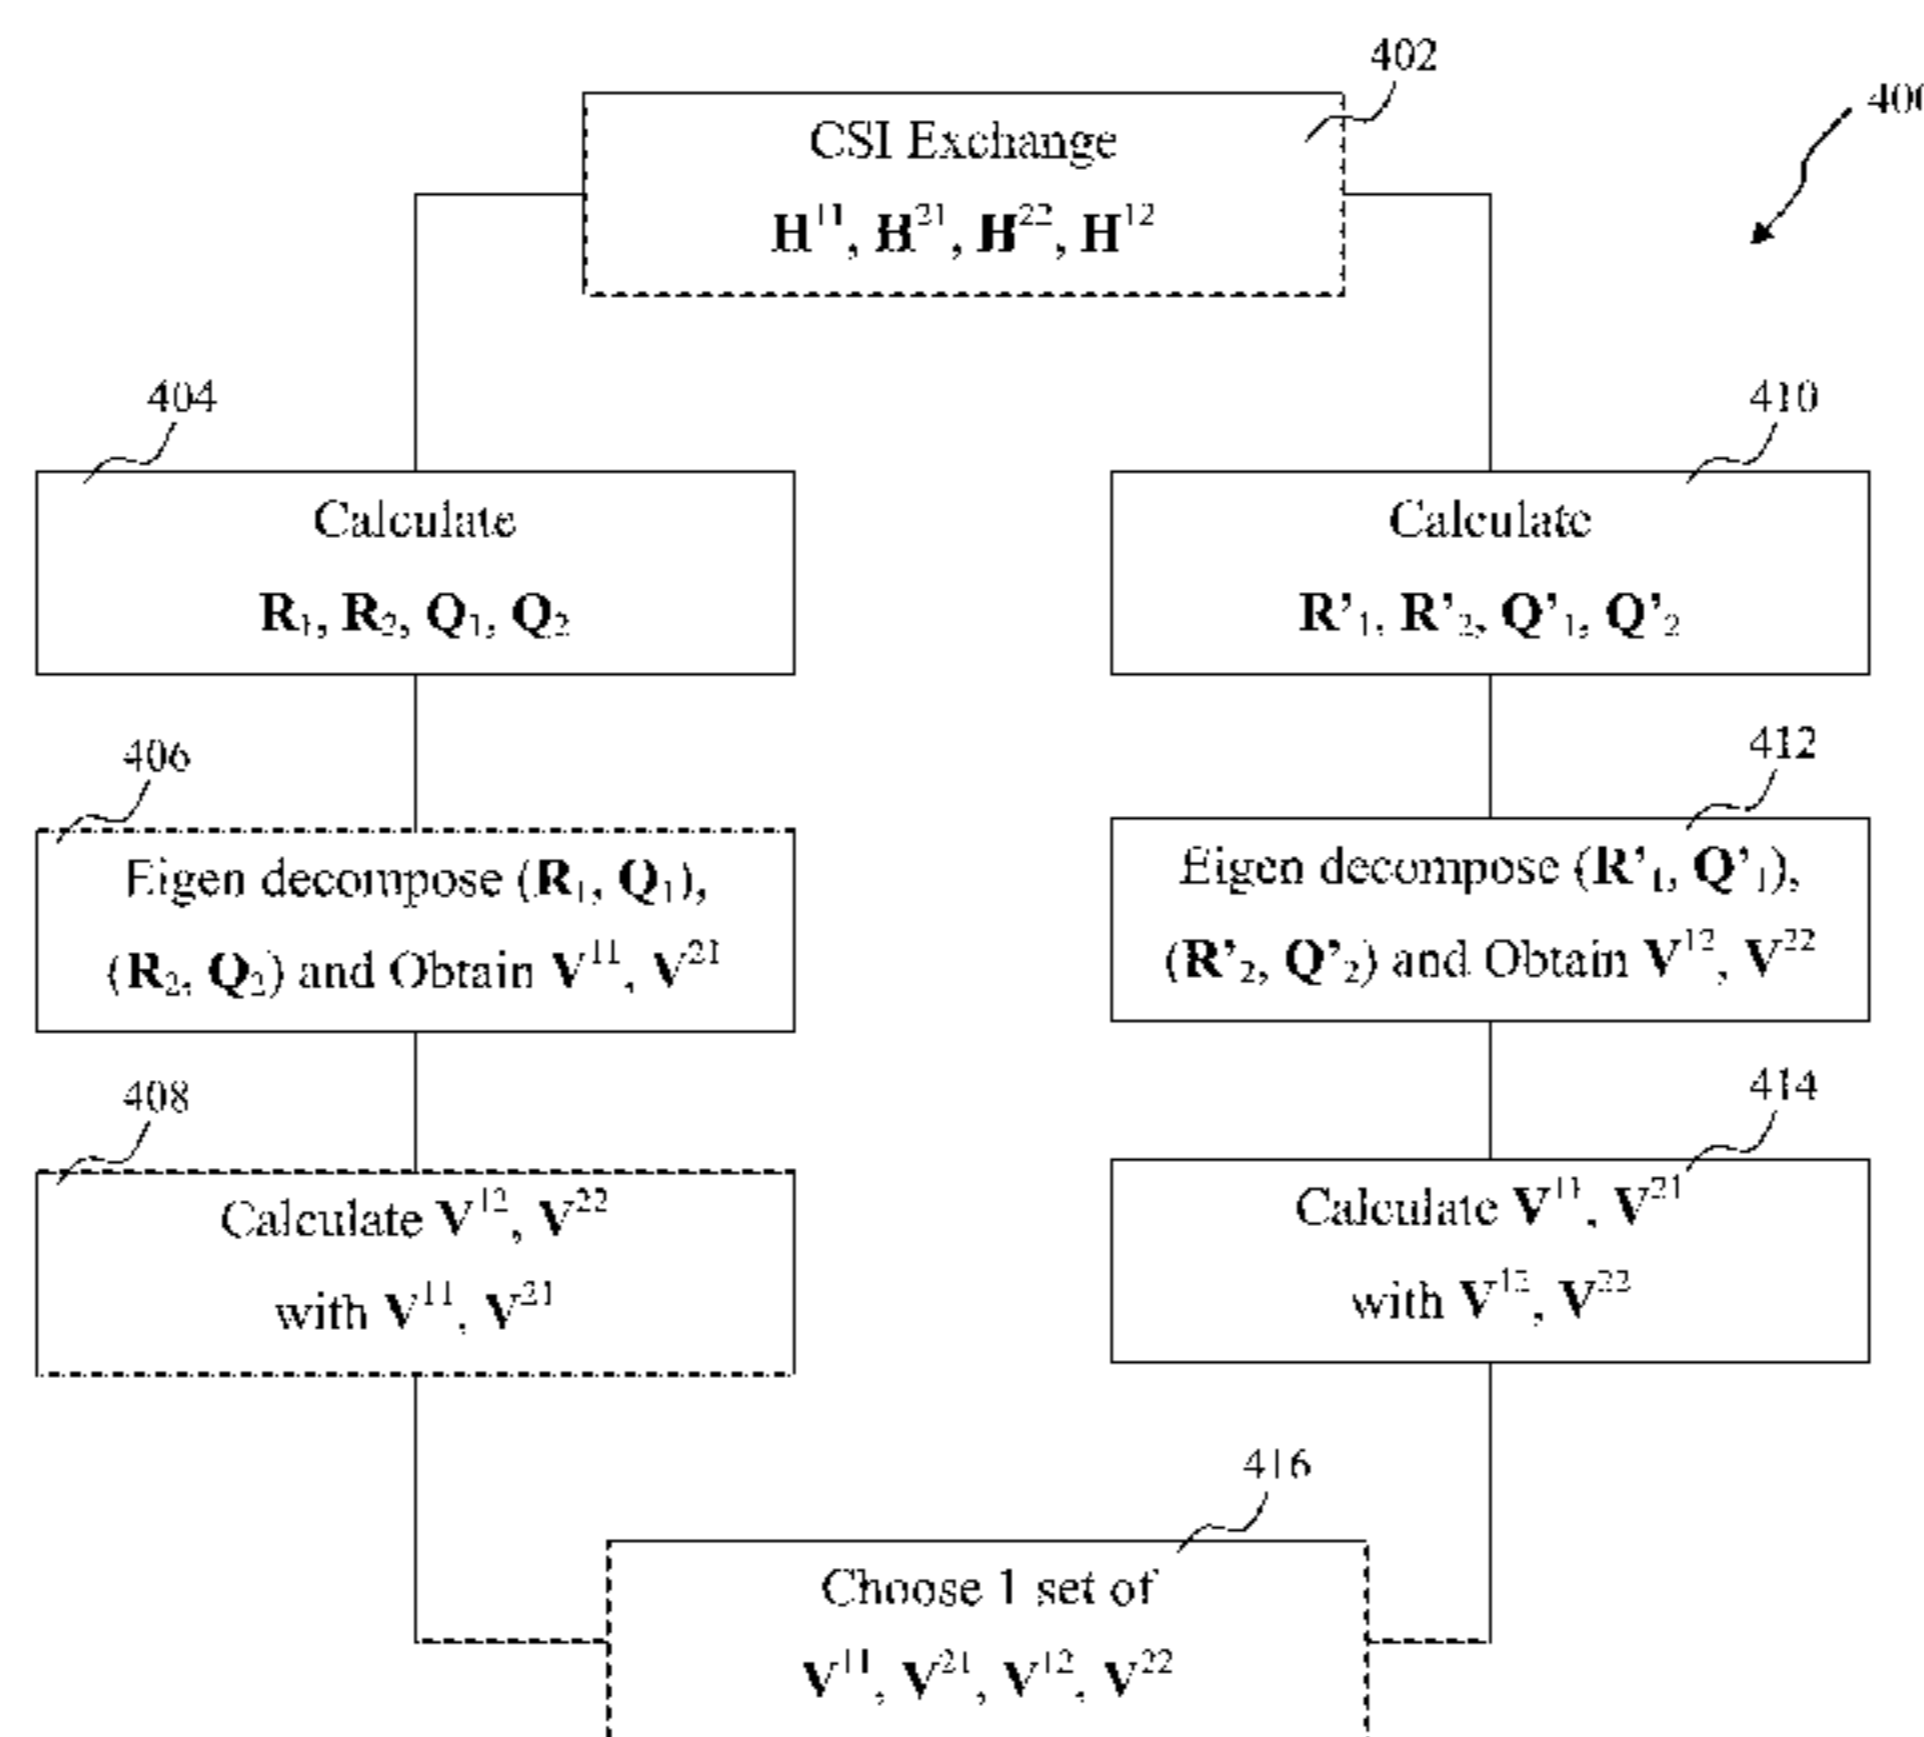 402
400
CSI Exchange
H¹¹, H²¹, H²², H¹²
404
410
Calculate
R₁, R₂, Q₁, Q₂
Calculate
R’₁, R’₂, Q’₁, Q’₂
406
412
Eigen decompose (R₁, Q₁),
(R₂, Q₂) and Obtain V¹¹, V²¹
Eigen decompose (R’₁, Q’₁),
(R’₂, Q’₂) and Obtain V¹², V²²
408
414
Calculate V¹², V²²
with V¹¹, V²¹
Calculate V¹¹, V²¹
with V¹², V²²
416
Choose 1 set of
V¹¹, V²¹, V¹², V²²